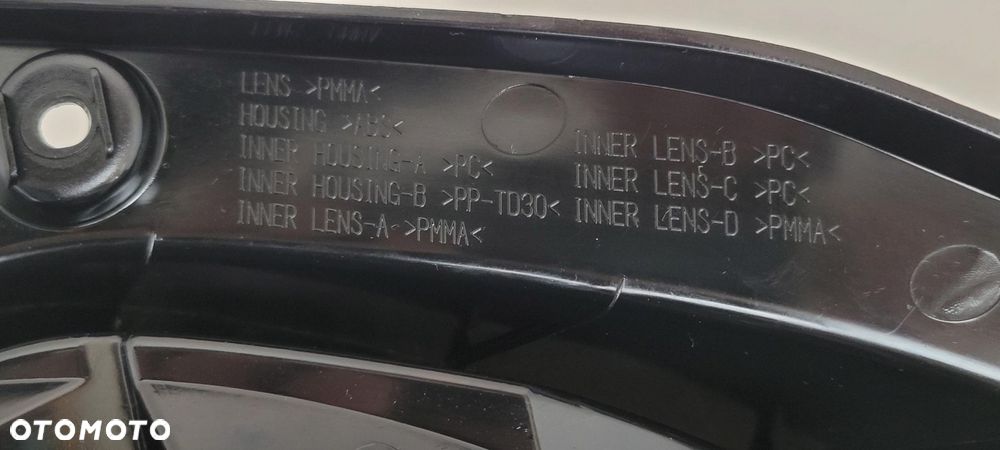 LENS >PMMA<
HOUSING >ABS<
INNER HOUSING-A >PC<
INNER HOUSING-B >PP-TD30<
INNER LENS-A >PMMA<
INNER LENS-B >PC<
INNER LENS-C >PC<
INNER LENS-D >PMMA<
OTOMOTO